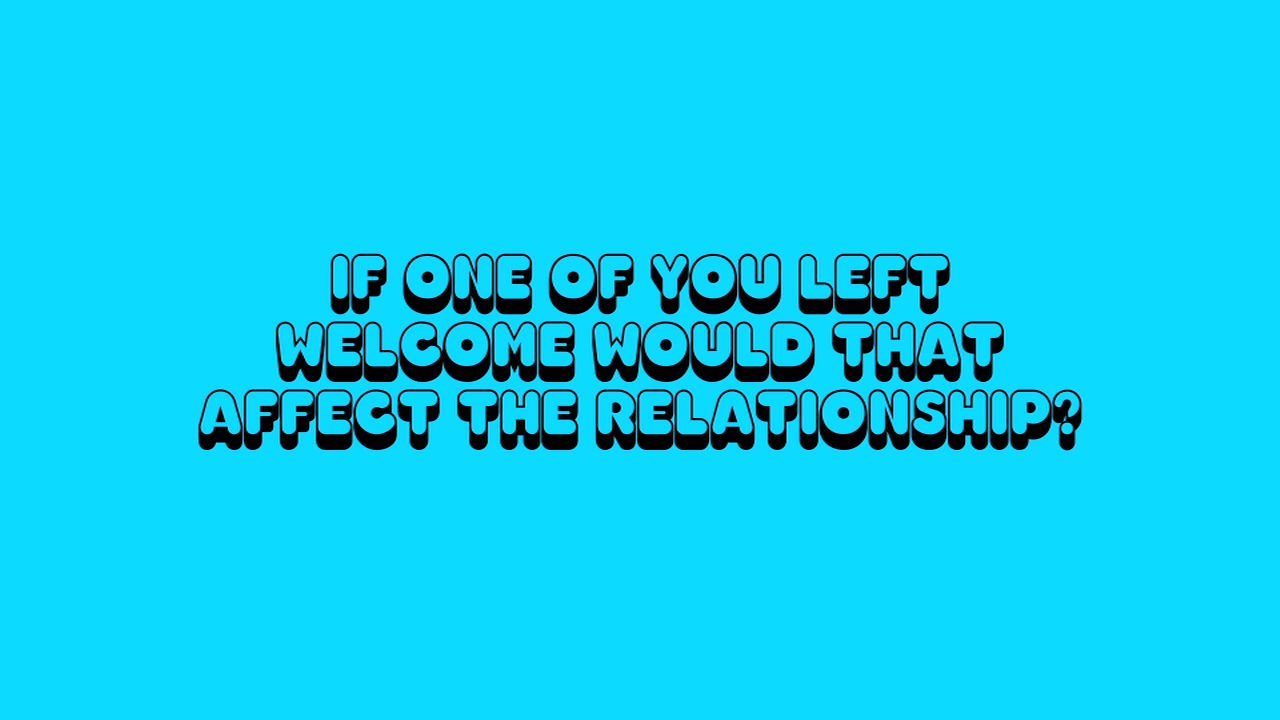 IF ONE OF YOU LEFT
WELCOME WOULD THAT
AFFECT THE RELATIONSHIP?